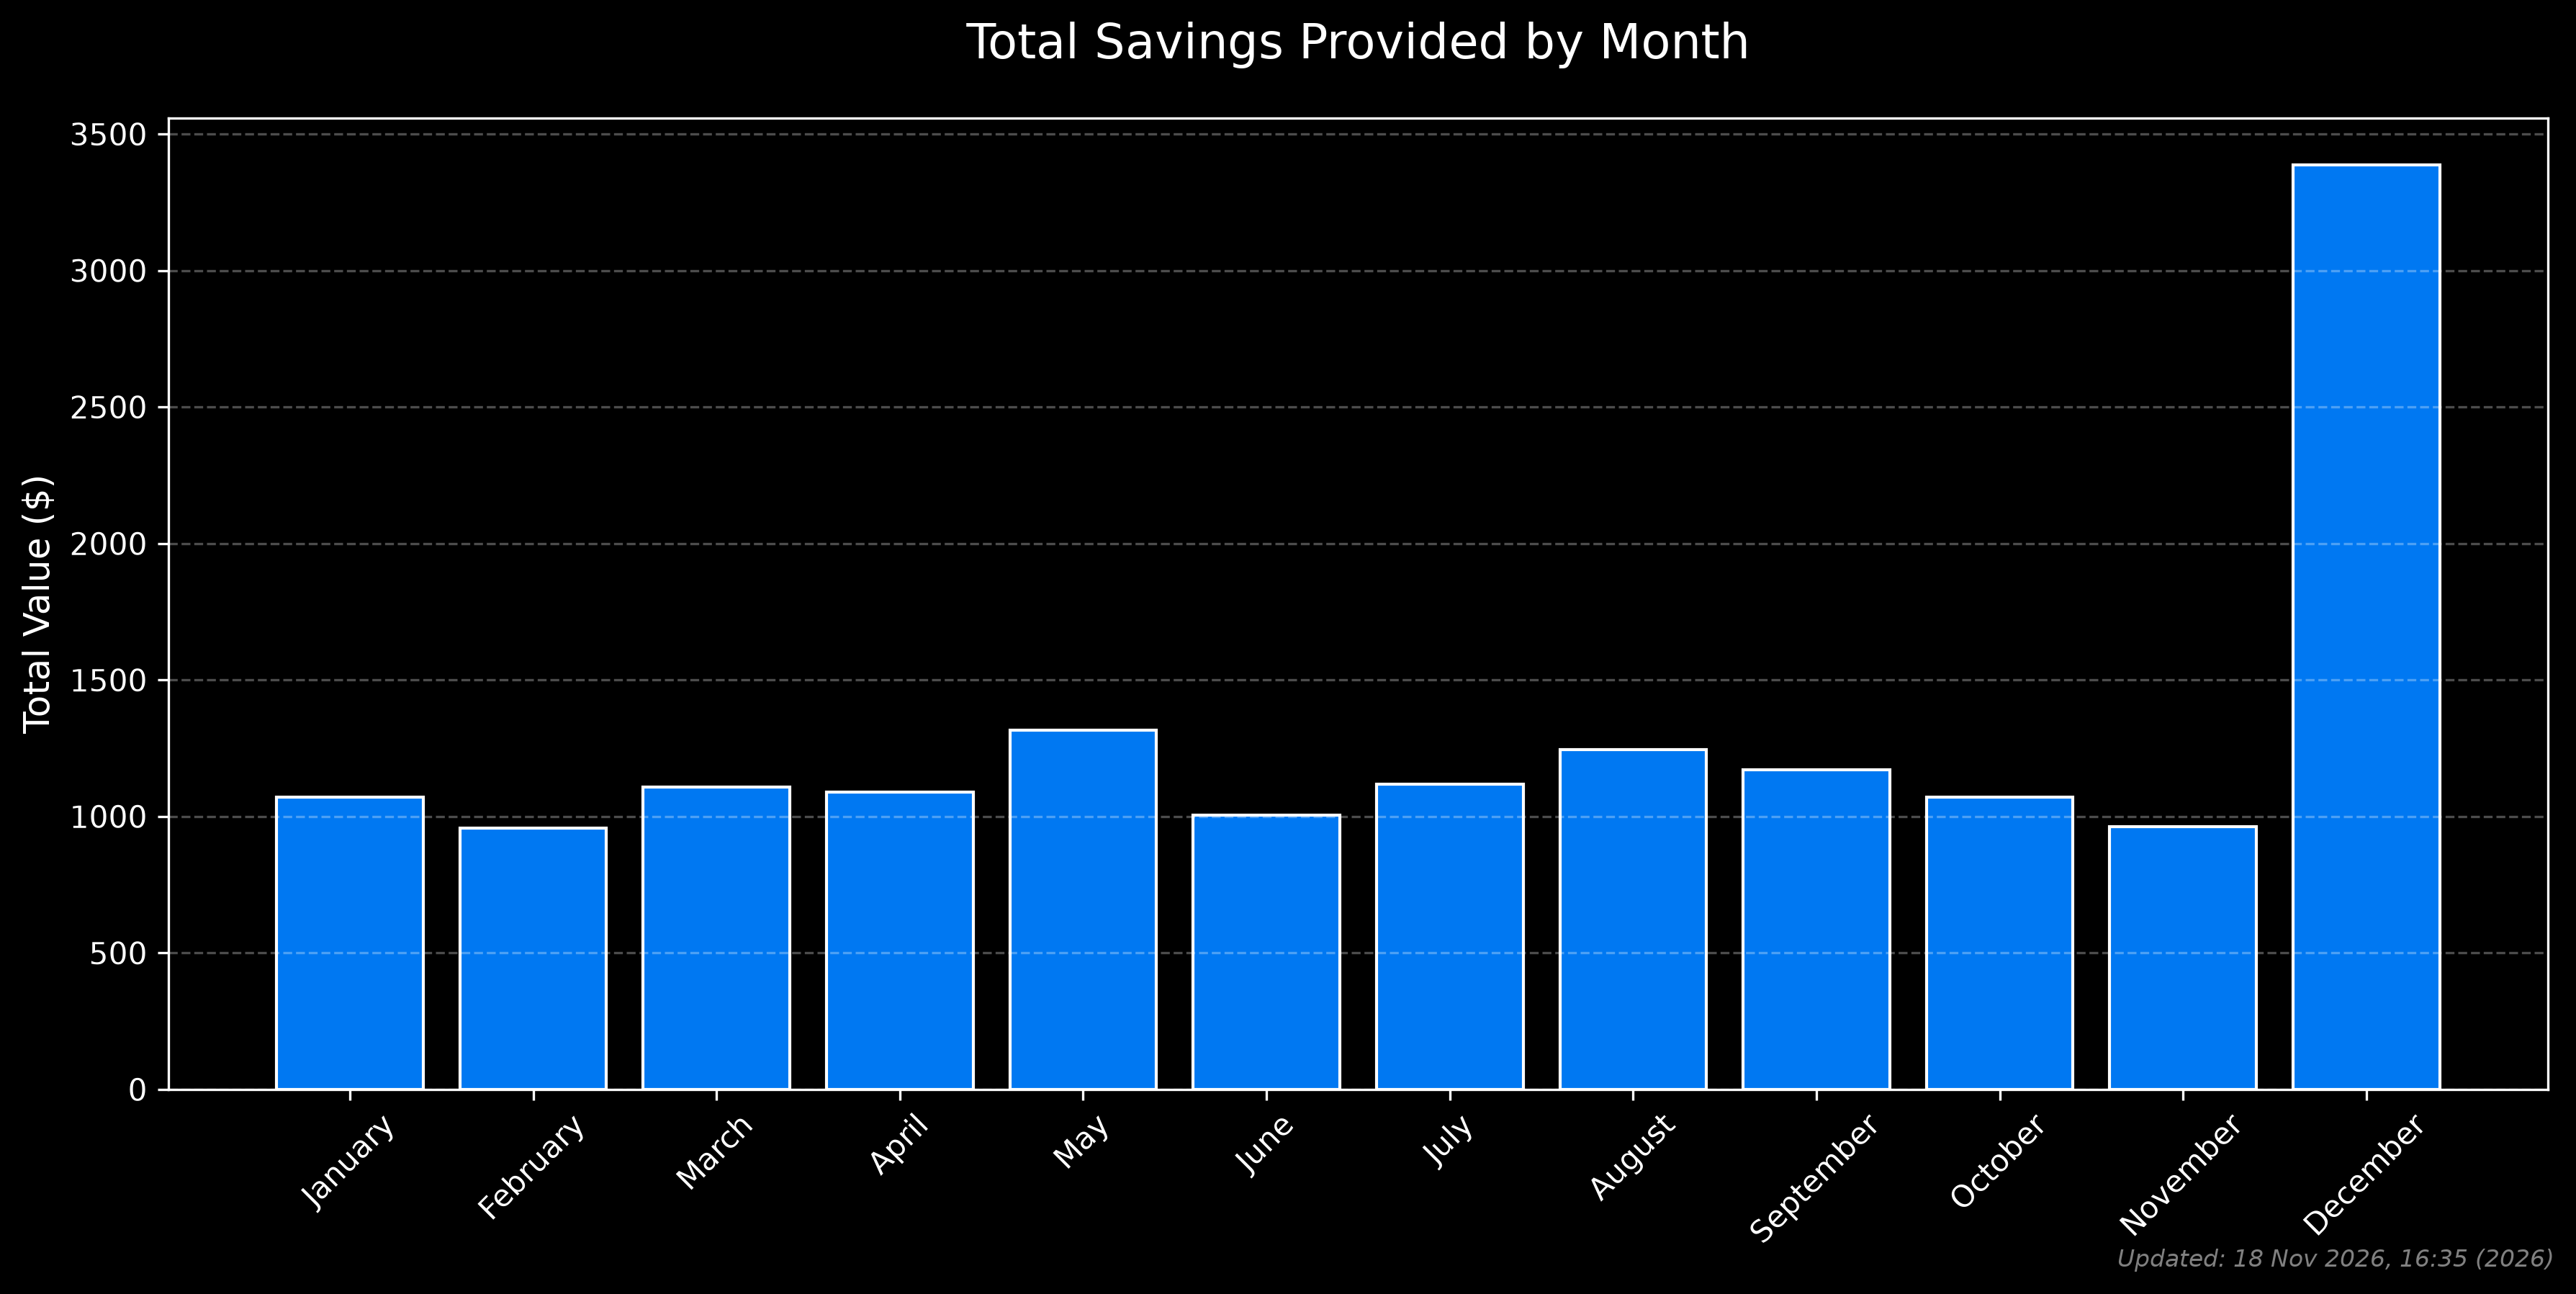 Total Savings Provided by Month
Total Value ($)
3500
3000
2500
2000
1500
1000
500
0
January
February
March
April
May
June
July
August
September
October
November
December
Updated: 18 Nov 2026, 16:35 (2026)